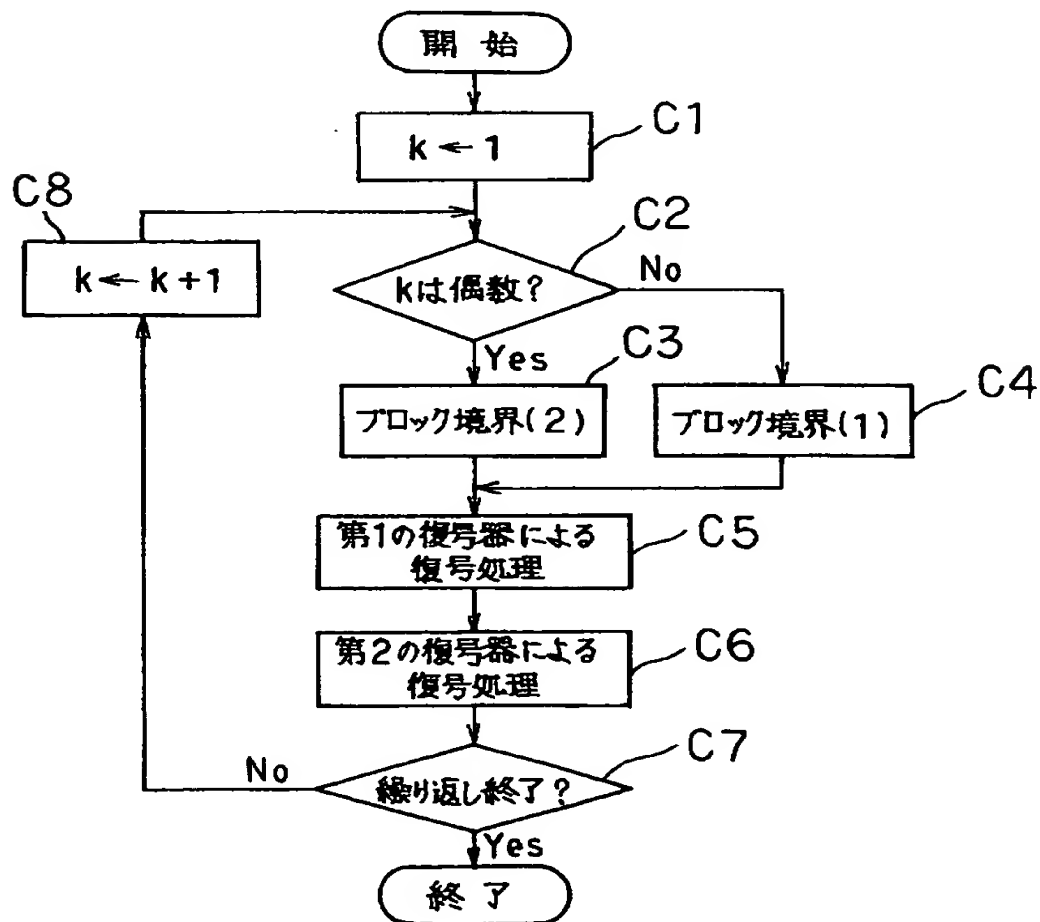 開始
C1
k ← 1
C8
k ← k + 1
C2
kは偶数?
No
Yes
C3
ブロック境界(2)
C4
ブロック境界(1)
第1の復号器による
復号処理
C5
第2の復号器による
復号処理
C6
C7
繰り返し終了?
No
Yes
終了